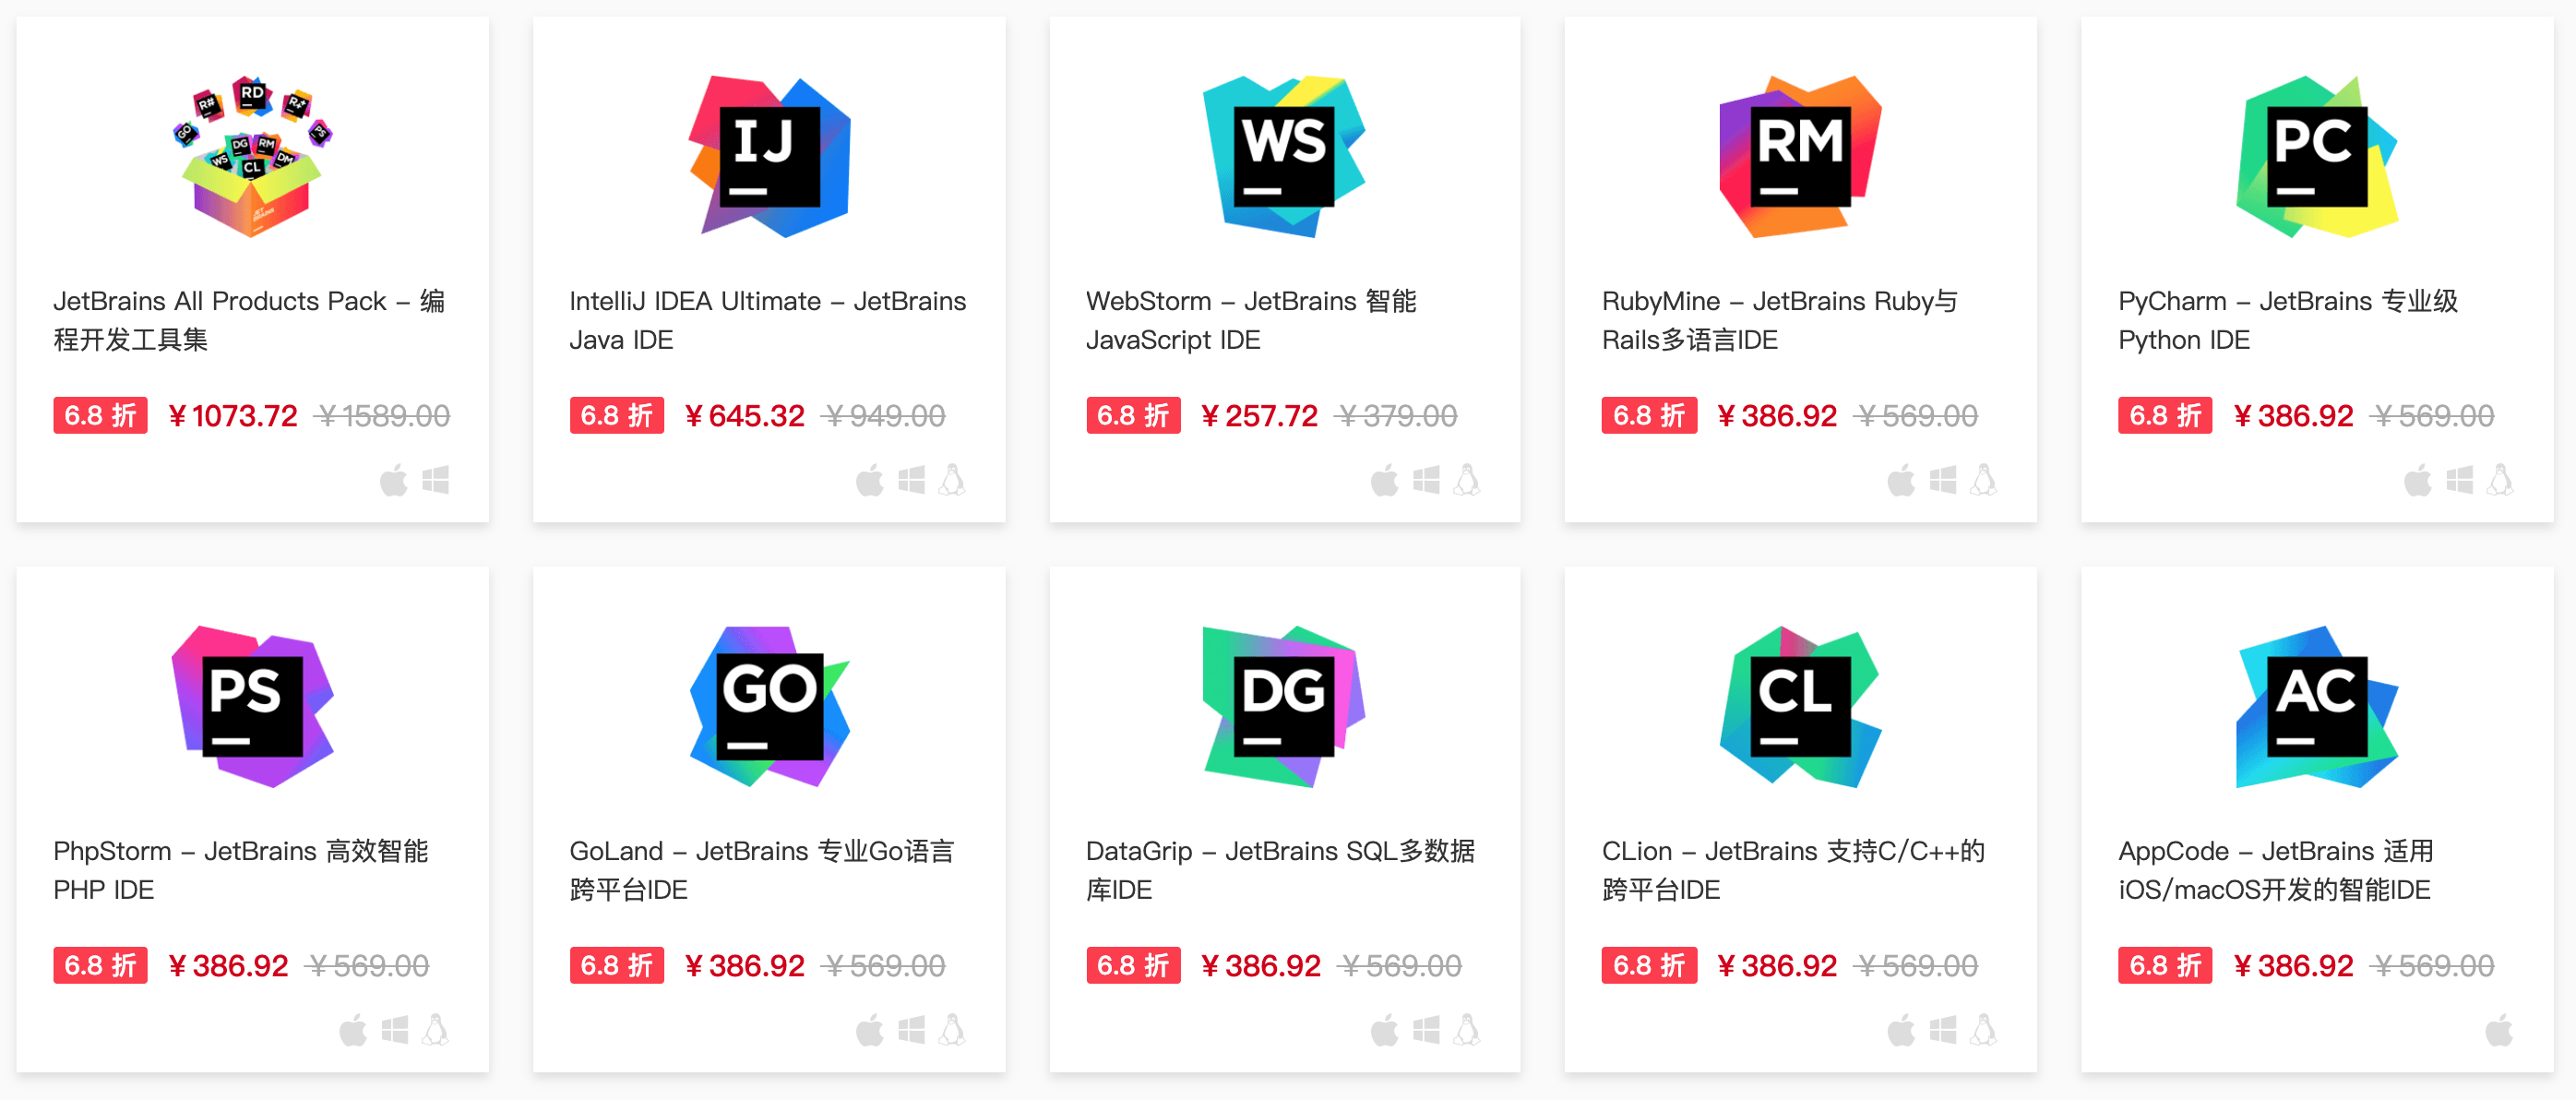 R#
RD
R++
GO
PS
DG
RM
WS
CL
DM
JET
BRAINS
JetBrains All Products Pack – 编
程开发工具集
6.8 折 ¥1073.72 ¥1589.00
IJ
IntelliJ IDEA Ultimate – JetBrains
Java IDE
6.8 折 ¥645.32 ¥949.00
WS
WebStorm – JetBrains 智能
JavaScript IDE
6.8 折 ¥257.72 ¥379.00
RM
RubyMine – JetBrains Ruby与
Rails多语言IDE
6.8 折 ¥386.92 ¥569.00
PC
PyCharm – JetBrains 专业级
Python IDE
6.8 折 ¥386.92 ¥569.00
PS
PhpStorm – JetBrains 高效智能
PHP IDE
6.8 折 ¥386.92 ¥569.00
GO
GoLand – JetBrains 专业Go语言
跨平台IDE
6.8 折 ¥386.92 ¥569.00
DG
DataGrip – JetBrains SQL多数据
库IDE
6.8 折 ¥386.92 ¥569.00
CL
CLion – JetBrains 支持C/C++的
跨平台IDE
6.8 折 ¥386.92 ¥569.00
AC
AppCode – JetBrains 适用
iOS/macOS开发的智能IDE
6.8 折 ¥386.92 ¥569.00